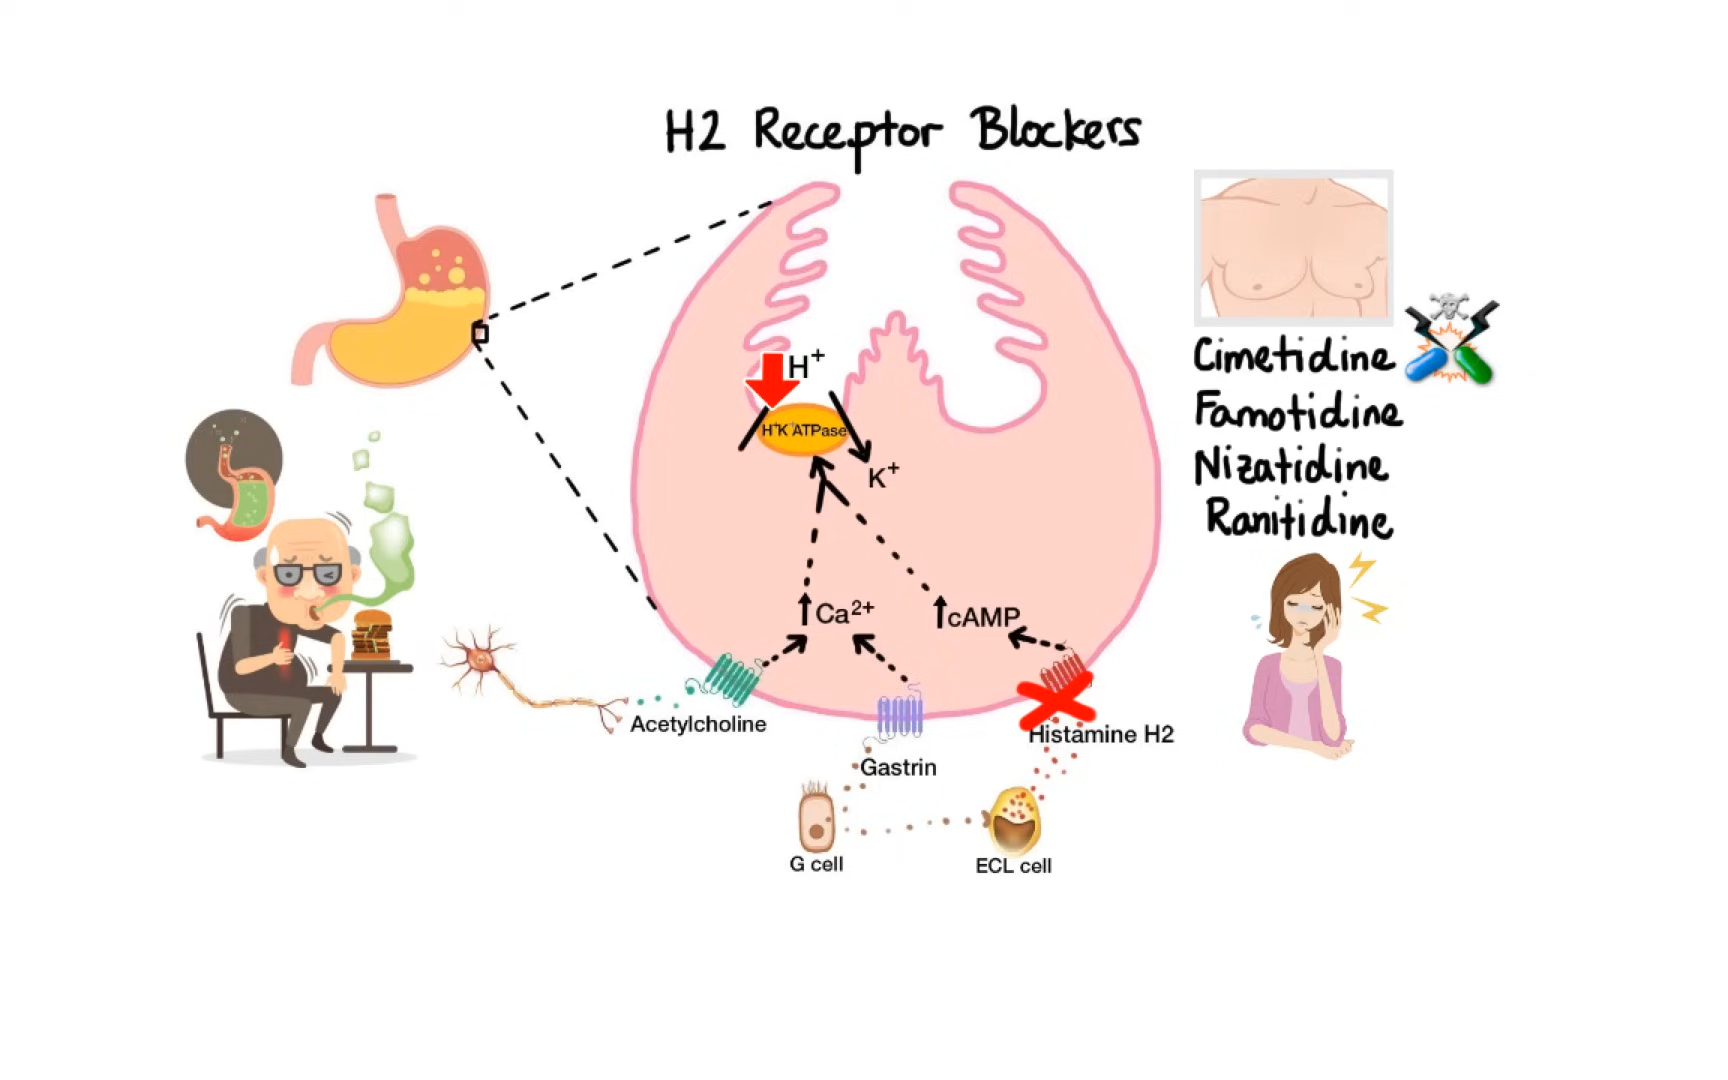 H2 Receptor Blockers
H⁺
H⁺K⁺ATPase
K⁺
Ca²⁺
cAMP
Acetylcholine
Gastrin
Histamine H2
G cell
ECL cell
Cimetidine
Famotidine
Nizatidine
Ranitidine